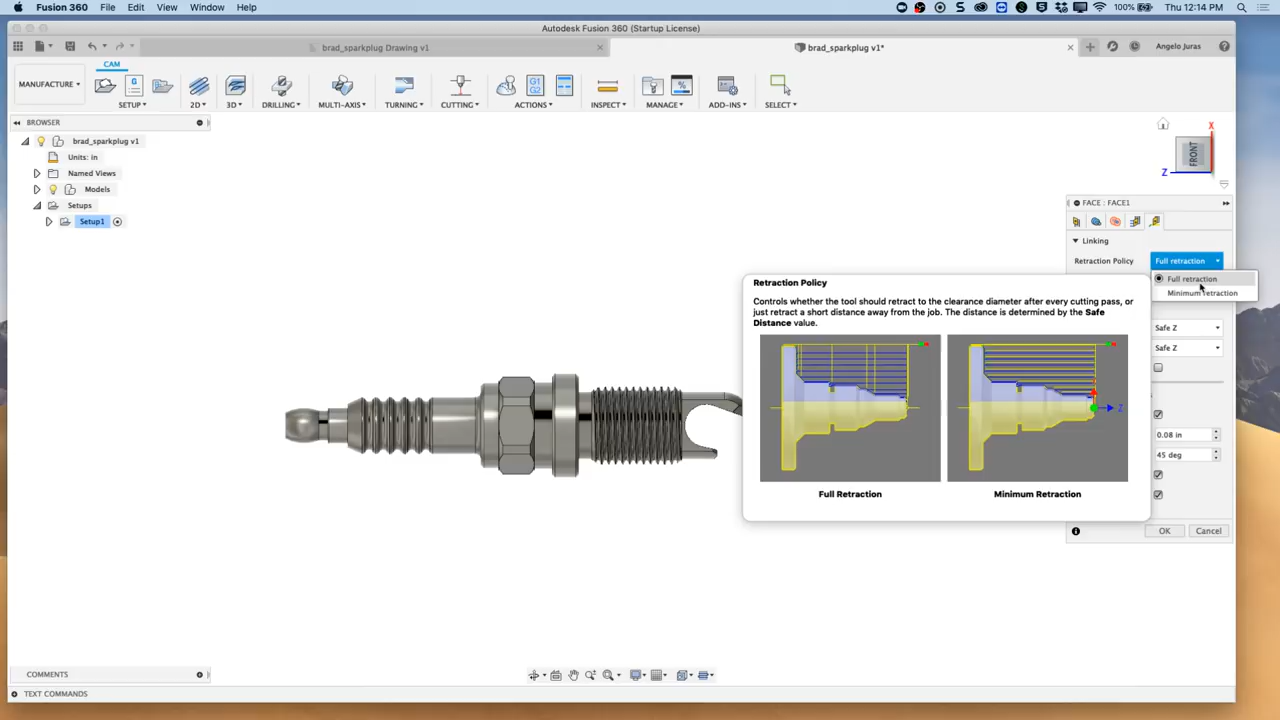 Fusion 360 File Edit View Window Help 100% Thu 12:14 PM
Autodesk Fusion 360 (Startup License)
brad_sparkplug Drawing v1 brad_sparkplug v1* Angelo Juras
CAM
MANUFACTURE
SETUP 2D 3D DRILLING MULTI-AXIS TURNING CUTTING ACTIONS INSPECT MANAGE ADD-INS SELECT
G1
G2
BROWSER
brad_sparkplug v1
Units: in
Named Views
Models
Setups
Setup1
X
FRONT
Z
FACE : FACE1
Linking
Retraction Policy Full retraction
Full retraction
Minimum retraction
Safe Z
Safe Z
0.08 in
45 deg
OK Cancel
Retraction Policy
Controls whether the tool should retract to the clearance diameter after every cutting pass, or
just retract a short distance away from the job. The distance is determined by the Safe
Distance value.
Z
Full Retraction Minimum Retraction
COMMENTS
TEXT COMMANDS